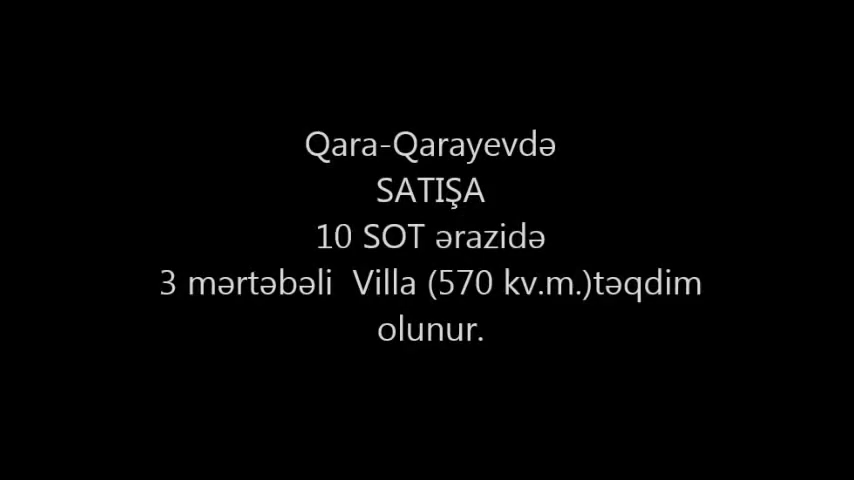 Qara-Qarayevdə
SATIŞA
10 SOT ərazidə
3 mərtəbəli  Villa (570 kv.m.)təqdim
olunur.